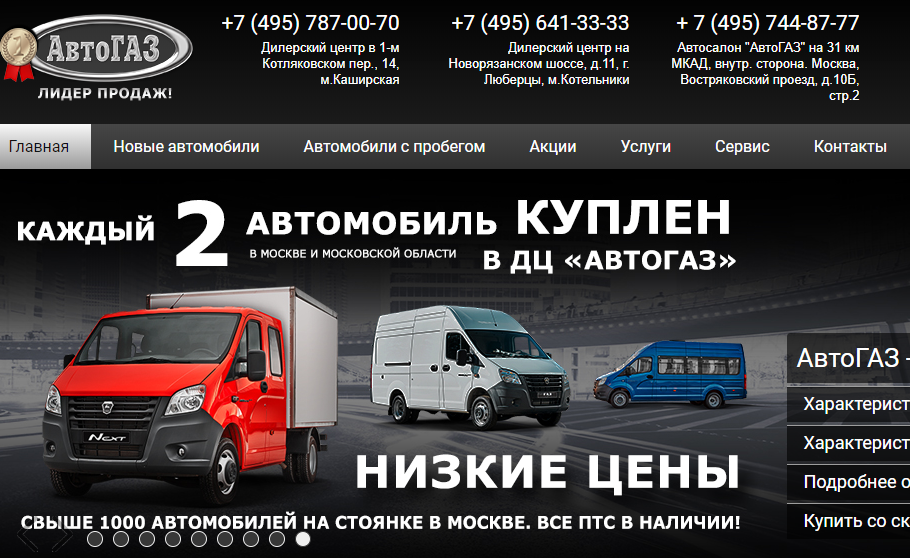 АвтоГАЗ
ЛИДЕР ПРОДАЖ!
+7 (495) 787-00-70
Дилерский центр в 1-м
Котляковском пер., 14,
м.Каширская
+7 (495) 641-33-33
Дилерский центр на
Новорязанском шоссе, д.11, г.
Люберцы, м.Котельники
+ 7 (495) 744-87-77
Автосалон "АвтоГАЗ" на 31 км
МКАД, внутр. сторона. Москва,
Востряковский проезд, д.10Б,
стр.2
Главная
Новые автомобили
Автомобили с пробегом
Акции
Услуги
Сервис
Контакты
КАЖДЫЙ 2 АВТОМОБИЛЬ КУПЛЕН
В МОСКВЕ И МОСКОВСКОЙ ОБЛАСТИ
В ДЦ «АВТОГАЗ»
NEXT
ГАЗ
АвтоГАЗ -
Характерист
Характерист
Подробнее о
Купить со ск
НИЗКИЕ ЦЕНЫ
СВЫШЕ 1000 АВТОМОБИЛЕЙ НА СТОЯНКЕ В МОСКВЕ. ВСЕ ПТС В НАЛИЧИИ!